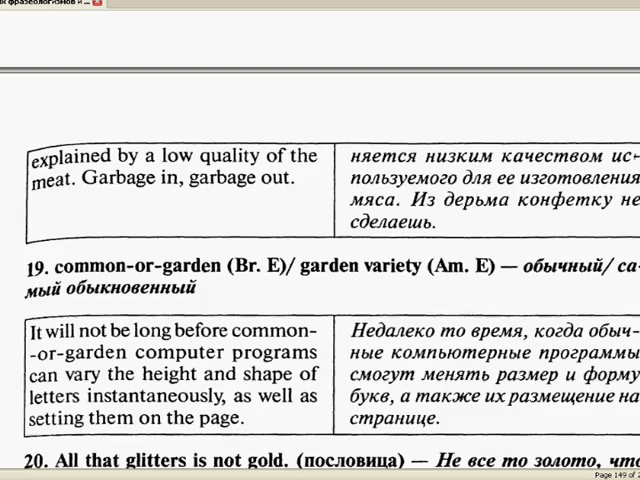 фразеологизмов и ...
explained by a low quality of the
meat. Garbage in, garbage out.
няется низким качеством ис-
пользуемого для ее изготовления
мяса. Из дерьма конфетку не
сделаешь.
19. common-or-garden (Br. E)/ garden variety (Am. E) — обычный/ са-
мый обыкновенный
It will not be long before common-
-or-garden computer programs
can vary the height and shape of
letters instantaneously, as well as
setting them on the page.
Недалеко то время, когда обыч-
ные компьютерные программы
смогут менять размер и форму
букв, а также их размещение на
странице.
20. All that glitters is not gold. (пословица) — Не все то золото, что
Page 149 of 2